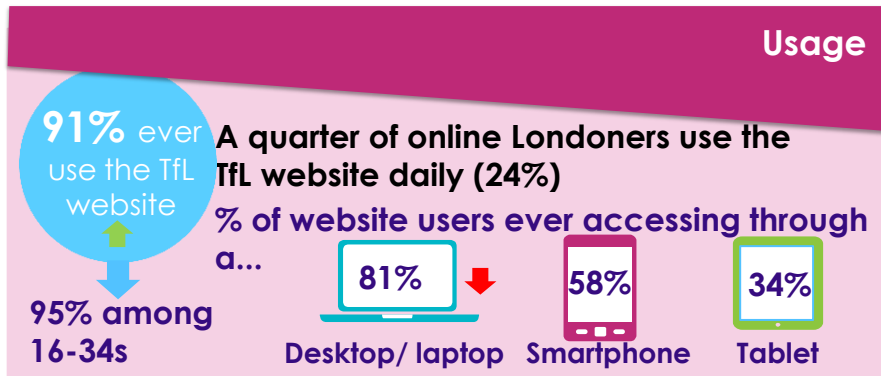 Usage
91% ever
use the TfL
website
A quarter of online Londoners use the
TfL website daily (24%)
% of website users ever accessing through
a...
81%
58%
34%
95% among
16-34s
Desktop/ laptop
Smartphone
Tablet